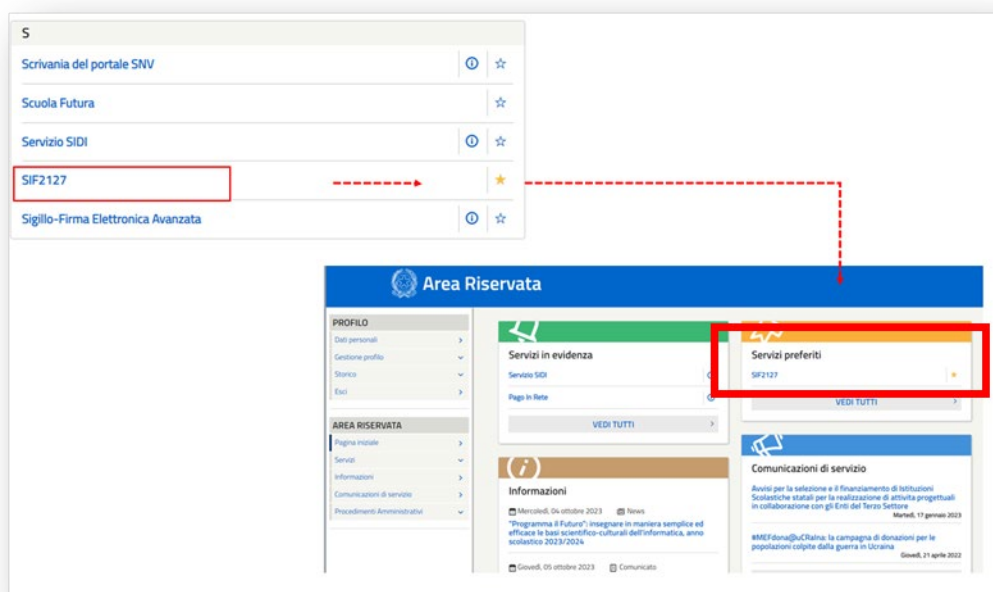 S
Scrivania del portale SNV
Scuola Futura
Servizio SIDI
SIF2127
Sigillo-Firma Elettronica Avanzata
Area Riservata
PROFILO
Dati personali
Gestione profilo
Storico
Esci
AREA RISERVATA
Pagina iniziale
Servizi
Informazioni
Comunicazioni di servizio
Procedimenti Amministrativi
Servizi in evidenza
Servizio SIDI
Pago In Rete
VEDI TUTTI
Informazioni
Mercoledì, 04 ottobre 2023 News
"Programma il Futuro": insegnare in maniera semplice ed
efficace le basi scientifico-culturali dell'informatica, anno
scolastico 2023/2024
Giovedì, 05 ottobre 2023 Comunicato
Servizi preferiti
SIF2127
VEDI TUTTI
Comunicazioni di servizio
Avvisi per la selezione e il finanziamento di Istituzioni
Scolastiche statali per la realizzazione di attivita progettuali
in collaborazione con gli Enti del Terzo Settore
Martedì, 17 gennaio 2023
#MEFdona@uCRaIna: la campagna di donazioni per le
popolazioni colpite dalla guerra in Ucraina
Giovedì, 21 aprile 2022